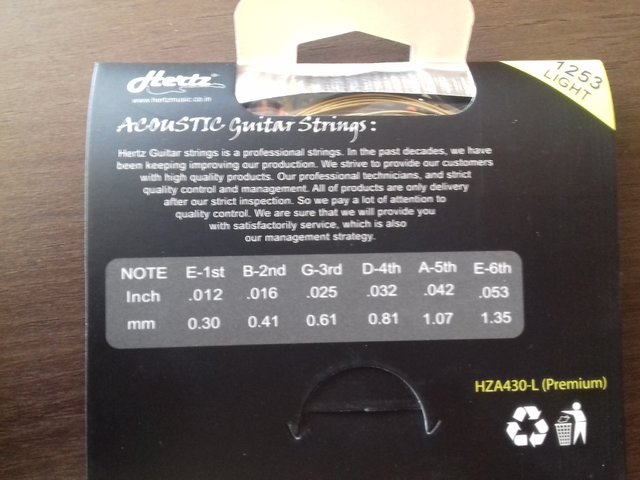 Hertz
www.hertzmusic.co.in
1253
LIGHT
ACOUSTIC Guitar Strings:
Hertz Guitar strings is a professional strings. In the past decades, we have
been keeping improving our production. We strive to provide our customers
with high quality products. Our professional technicians, and strict
quality control and management. All of products are only delivery
after our strict inspection. So we pay a lot of attention to
quality control. We are sure that we will provide you
with satisfactorily service, which is also
our management strategy.
NOTE E-1st B-2nd G-3rd D-4th A-5th E-6th
Inch .012 .016 .025 .032 .042 .053
mm 0.30 0.41 0.61 0.81 1.07 1.35
HZA430-L (Premium)